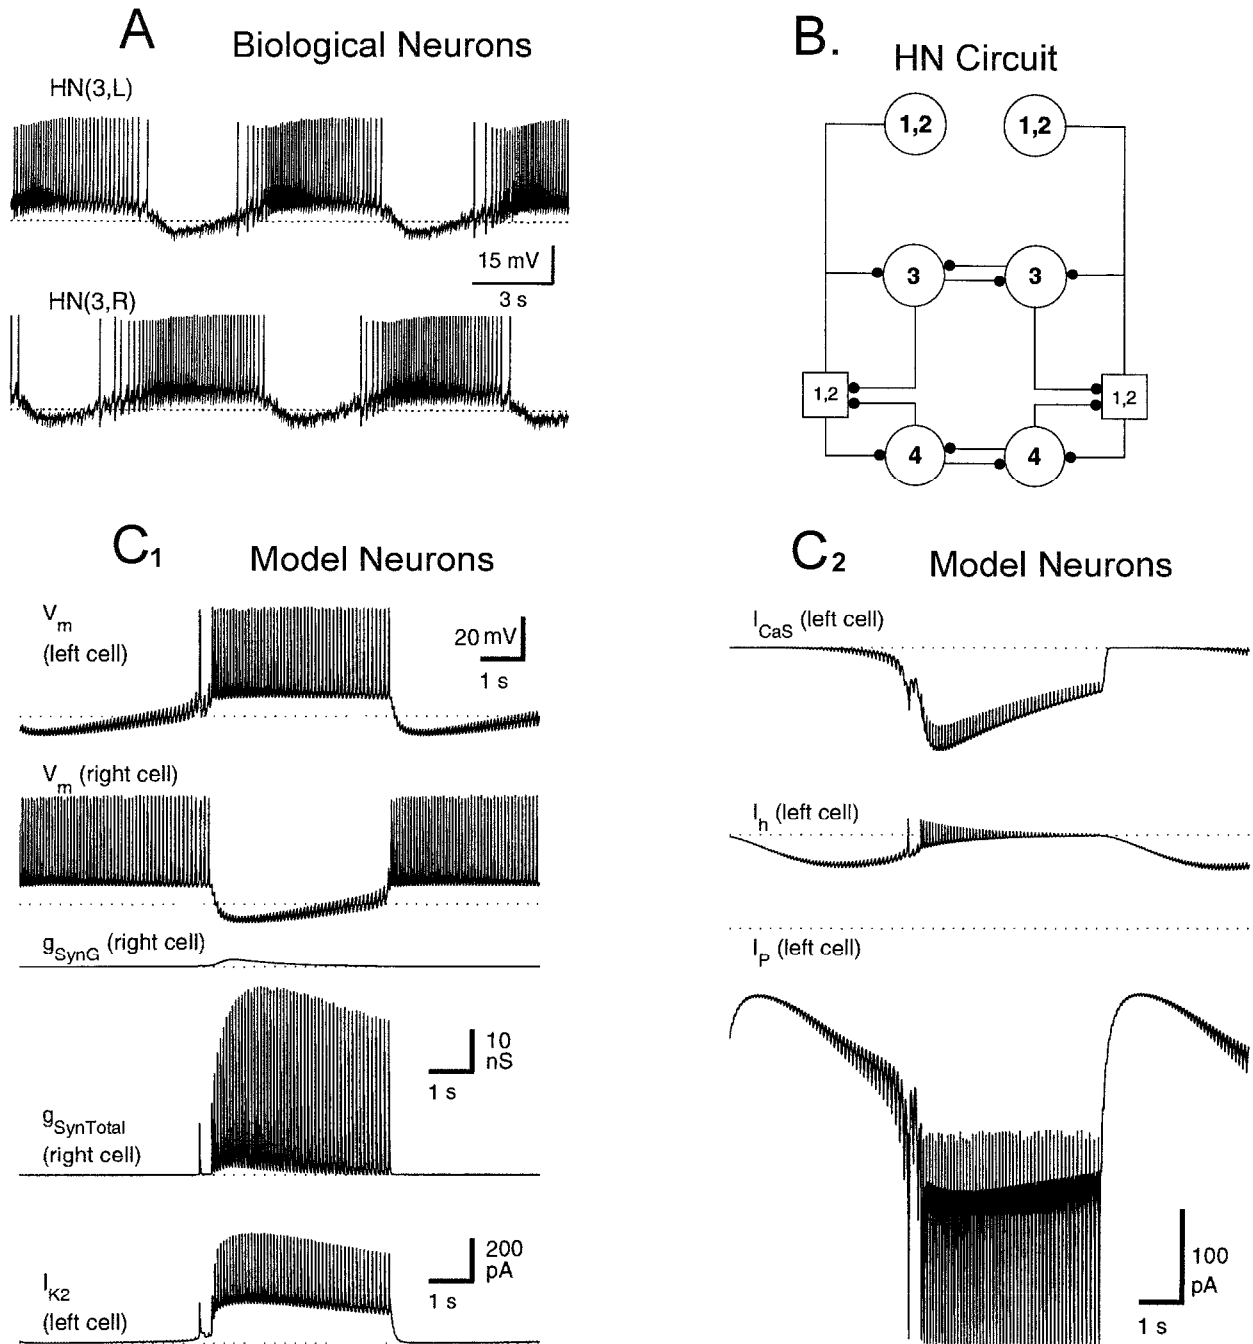 A
Biological Neurons
HN(3,L)
15 mV
3 s
HN(3,R)
B.
HN Circuit
1,2
1,2
3
3
1,2
1,2
4
4
C1
Model Neurons
Vm
(left cell)
20 mV
1 s
Vm (right cell)
gSynG (right cell)
10
nS
1 s
gSynTotal
(right cell)
200
pA
1 s
IK2
(left cell)
C2
Model Neurons
ICaS (left cell)
Ih (left cell)
IP (left cell)
100
pA
1 s